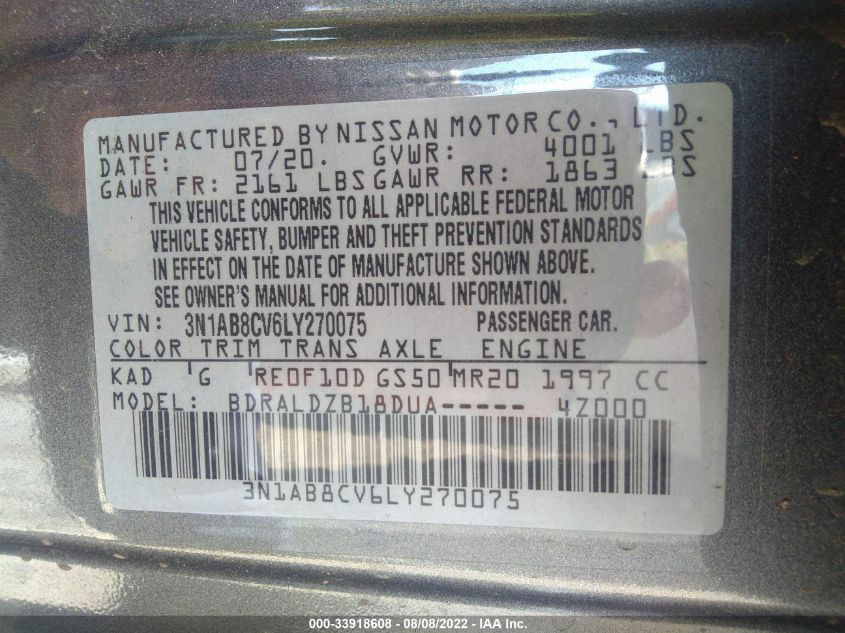 MANUFACTURED BY NISSAN MOTOR CO., LTD.
DATE: 07/20. GVWR: 4001 LBS
GAWR FR: 2161 LBS GAWR RR: 1863 LBS
THIS VEHICLE CONFORMS TO ALL APPLICABLE FEDERAL MOTOR
VEHICLE SAFETY, BUMPER AND THEFT PREVENTION STANDARDS
IN EFFECT ON THE DATE OF MANUFACTURE SHOWN ABOVE.
SEE OWNER'S MANUAL FOR ADDITIONAL INFORMATION.
VIN: 3N1AB8CV6LY270075 PASSENGER CAR.
COLOR TRIM TRANS AXLE ENGINE
KAD 'G 'RE0F10D GS50'MR20 1997 CC
MODEL: BDRALDZB18DUA----- 4Z000
3N1AB8CV6LY270075
000-33918608 - 08/08/2022 - IAA Inc.